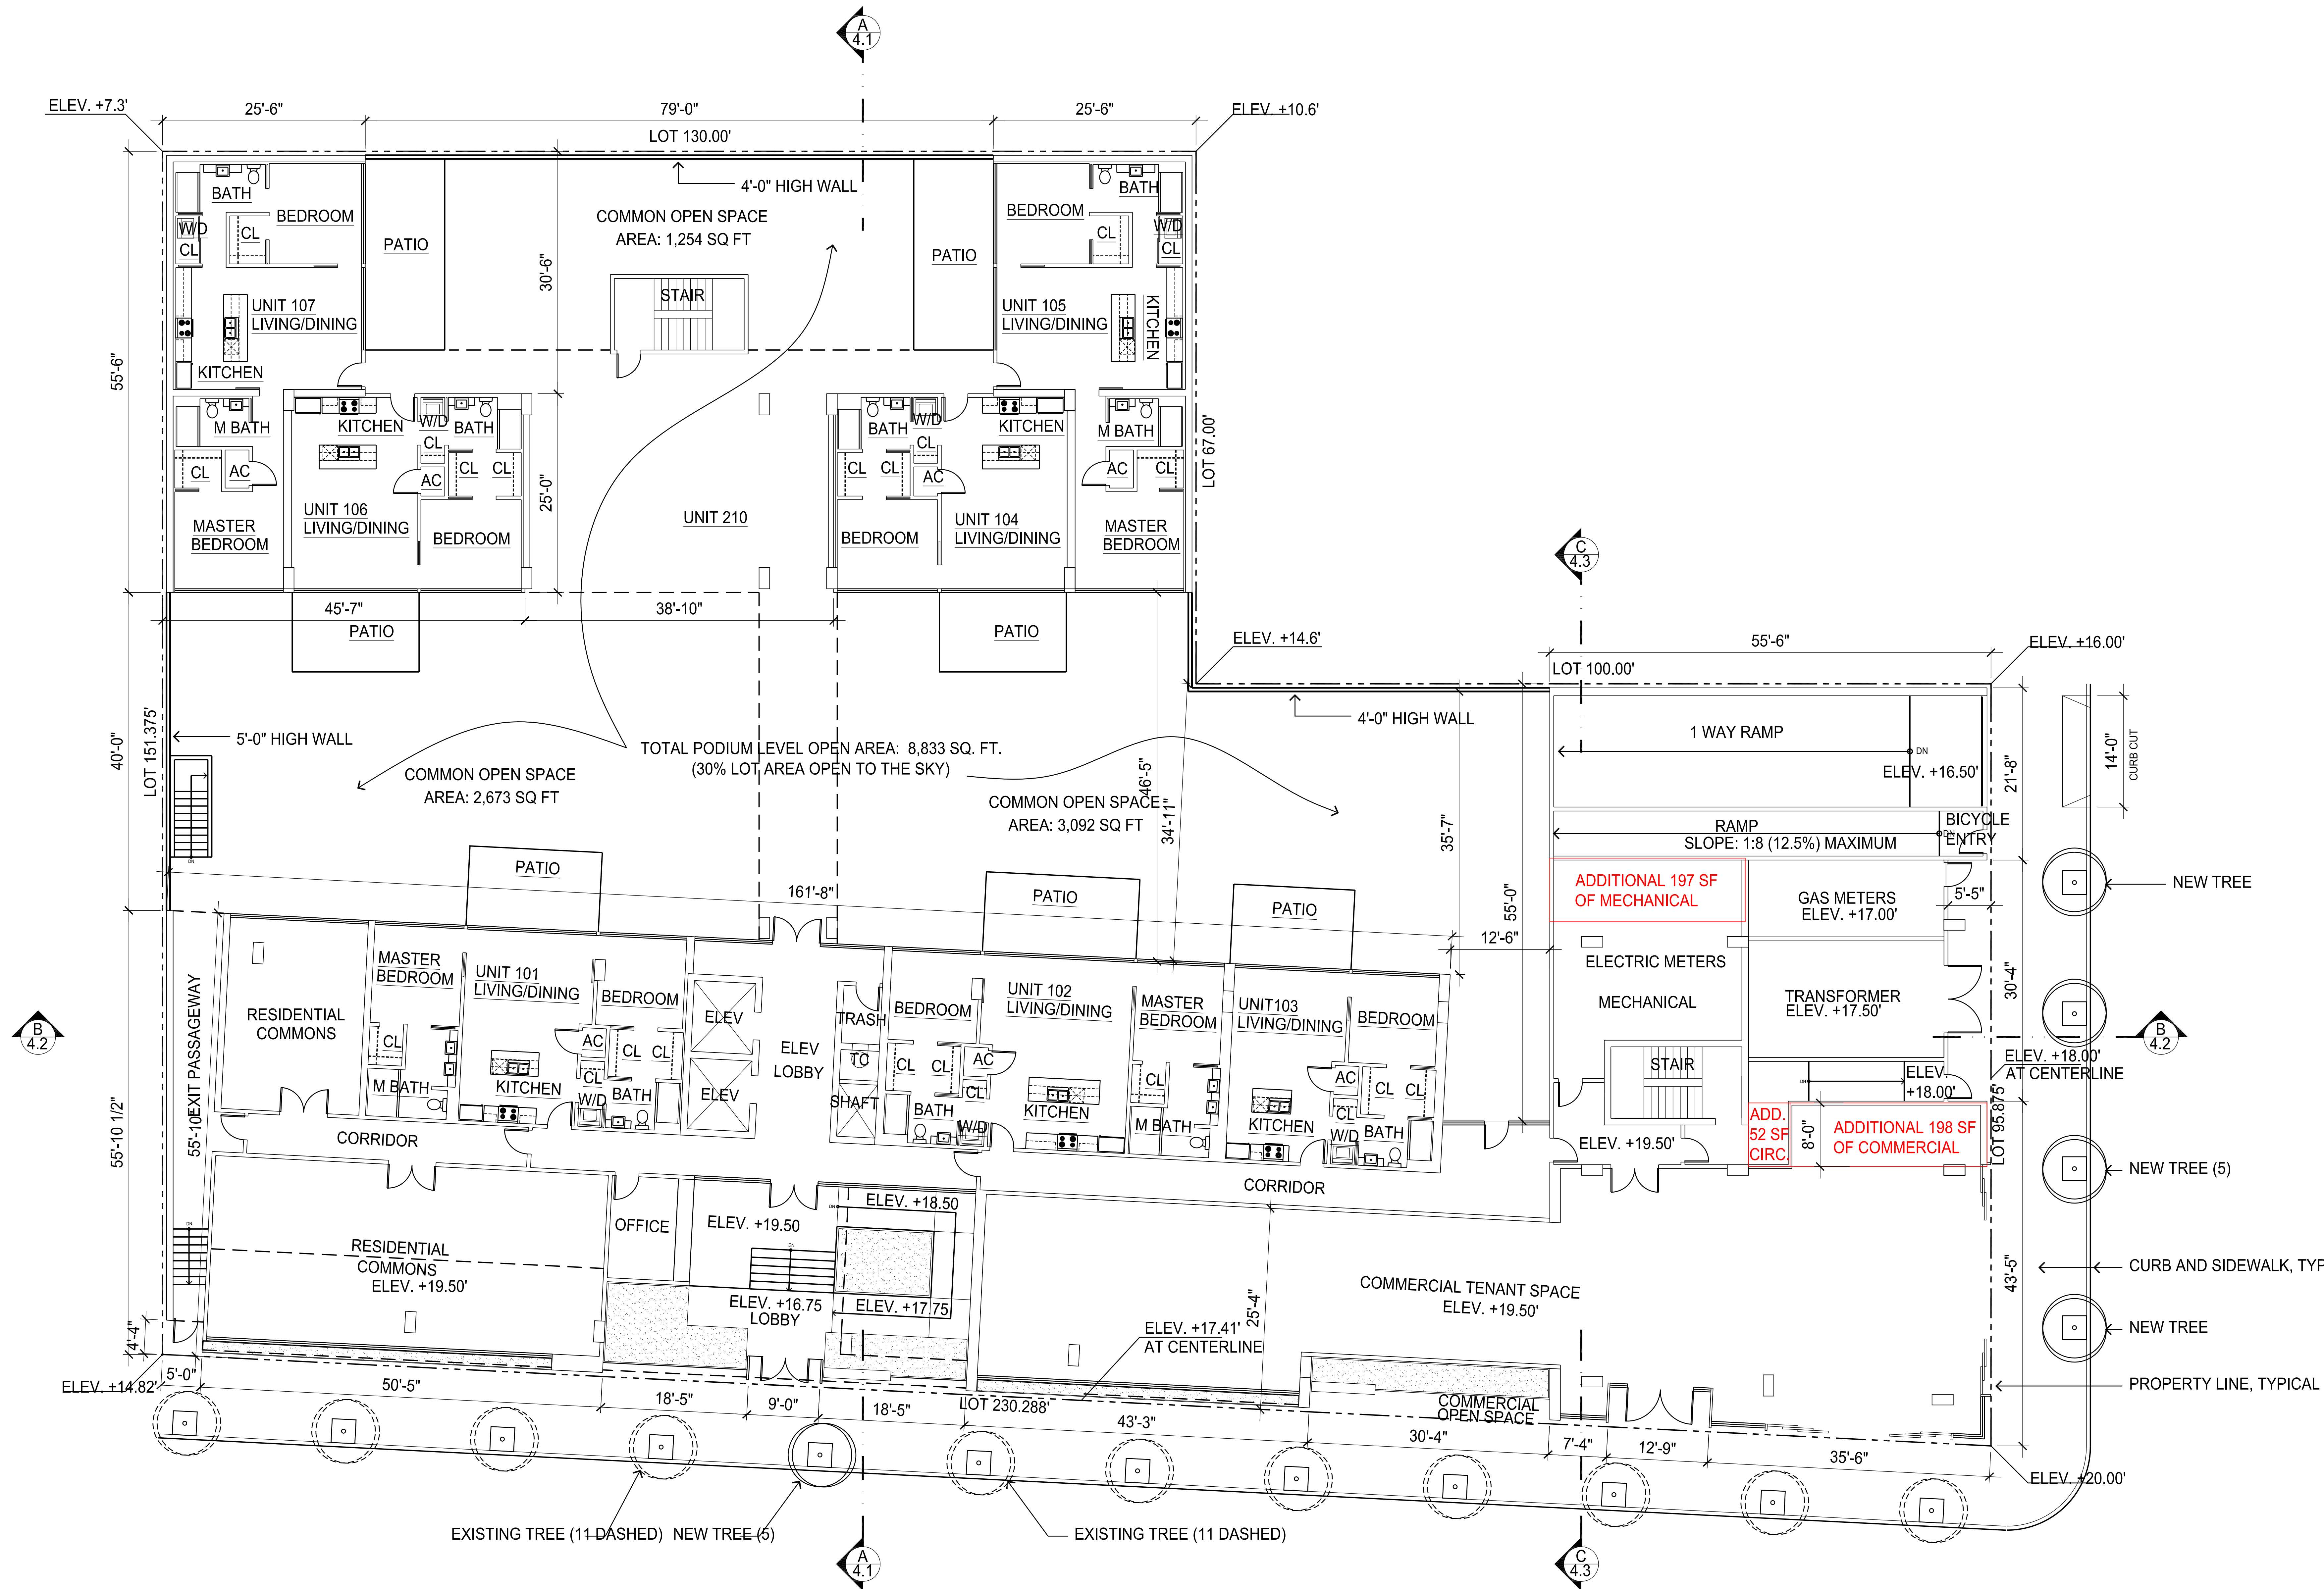 A
4.1
ELEV. +7.3'
25'-6"
79'-0"
25'-6"
ELEV. +10.6'
LOT 130.00'
4'-0" HIGH WALL
BATH
BEDROOM
W/D
CL
CL
PATIO
COMMON OPEN SPACE
AREA: 1,254 SQ FT
PATIO
BEDROOM
BATH
W/D
CL
CL
30'-6"
STAIR
UNIT 107
LIVING/DINING
KITCHEN
UNIT 105
LIVING/DINING
KITCHEN
55'-6"
M BATH
CL
AC
KITCHEN
W/D
BATH
CL
CL
CL
AC
BATH
W/D
CL
CL
CL
AC
KITCHEN
M BATH
AC
CL
LOT 67.00'
25'-0"
MASTER
BEDROOM
UNIT 106
LIVING/DINING
BEDROOM
UNIT 210
BEDROOM
UNIT 104
LIVING/DINING
MASTER
BEDROOM
C
4.3
45'-7"
38'-10"
PATIO
PATIO
ELEV. +14.6'
55'-6"
ELEV. +16.00'
LOT 100.00'
40'-0"
LOT 151.375'
5'-0" HIGH WALL
4'-0" HIGH WALL
TOTAL PODIUM LEVEL OPEN AREA: 8,833 SQ. FT.
(30% LOT AREA OPEN TO THE SKY)
COMMON OPEN SPACE
AREA: 2,673 SQ FT
COMMON OPEN SPACE
AREA: 3,092 SQ FT
46'-5"
34'-11"
35'-7"
55'-0"
12'-6"
1 WAY RAMP
DN
ELEV. +16.50'
21'-8"
14'-0"
CURB CUT
RAMP
SLOPE: 1:8 (12.5%) MAXIMUM
DN
BICYCLE
ENTRY
DN
PATIO
161'-8"
PATIO
PATIO
ADDITIONAL 197 SF
OF MECHANICAL
GAS METERS
ELEV. +17.00'
5'-5"
NEW TREE
ELECTRIC METERS
MECHANICAL
TRANSFORMER
ELEV. +17.50'
30'-4"
B
4.2
B
4.2
55'-10 1/2"
55'-10"
EXIT PASSAGEWAY
RESIDENTIAL
COMMONS
MASTER
BEDROOM
UNIT 101
LIVING/DINING
BEDROOM
CL
M BATH
KITCHEN
AC
CL
W/D
CL
CL
BATH
ELEV
ELEV
ELEV
LOBBY
TRASH
TC
SHAFT
BEDROOM
UNIT 102
LIVING/DINING
MASTER
BEDROOM
UNIT103
LIVING/DINING
BEDROOM
CL
CL
AC
CL
BATH
W/D
KITCHEN
CL
M BATH
KITCHEN
AC
CL
W/D
CL
CL
BATH
STAIR
DN
ELEV.
+18.00'
ELEV. +18.00'
AT CENTERLINE
LOT 95.875'
ADD.
52 SF
CIRC.
8'-0"
ADDITIONAL 198 SF
OF COMMERCIAL
ELEV. +19.50'
NEW TREE (5)
CORRIDOR
CORRIDOR
OFFICE
ELEV. +19.50
DN
ELEV. +18.50
DN
DN
RESIDENTIAL
COMMONS
ELEV. +19.50'
ELEV. +16.75
LOBBY
ELEV. +17.75
COMMERCIAL TENANT SPACE
ELEV. +19.50'
25'-4"
43'-5"
CURB AND SIDEWALK, TYP
ELEV. +17.41'
AT CENTERLINE
NEW TREE
4'-4"
ELEV. +14.82'
5'-0"
50'-5"
18'-5"
9'-0"
18'-5"
LOT 230.288'
43'-3"
COMMERCIAL
OPEN SPACE
30'-4"
7'-4"
12'-9"
35'-6"
PROPERTY LINE, TYPICAL
ELEV. +20.00'
EXISTING TREE (11 DASHED)
NEW TREE (5)
EXISTING TREE (11 DASHED)
A
4.1
C
4.3